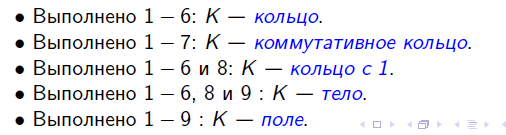 • Выполнено 1 – 6: K — кольцо.
• Выполнено 1 – 7: K — коммутативное кольцо.
• Выполнено 1 – 6 и 8: K — кольцо с 1.
• Выполнено 1 – 6, 8 и 9 : K — тело.
• Выполнено 1 – 9 : K — поле.